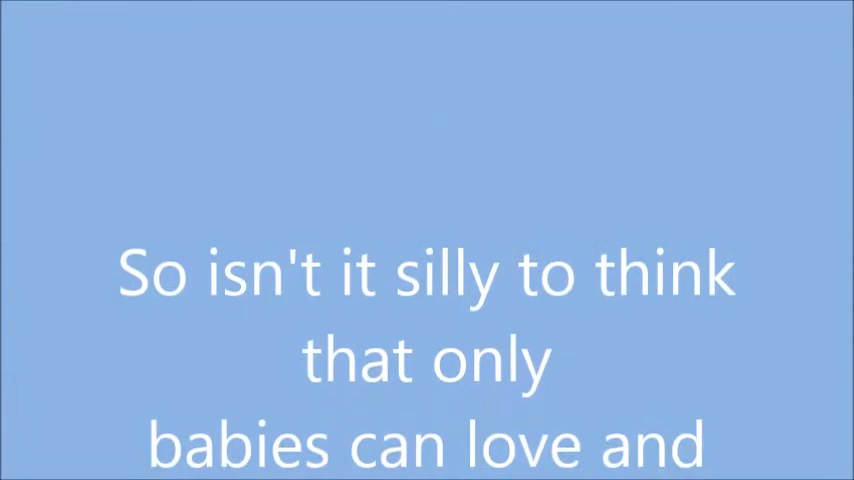 So isn't it silly to think
that only
babies can love and